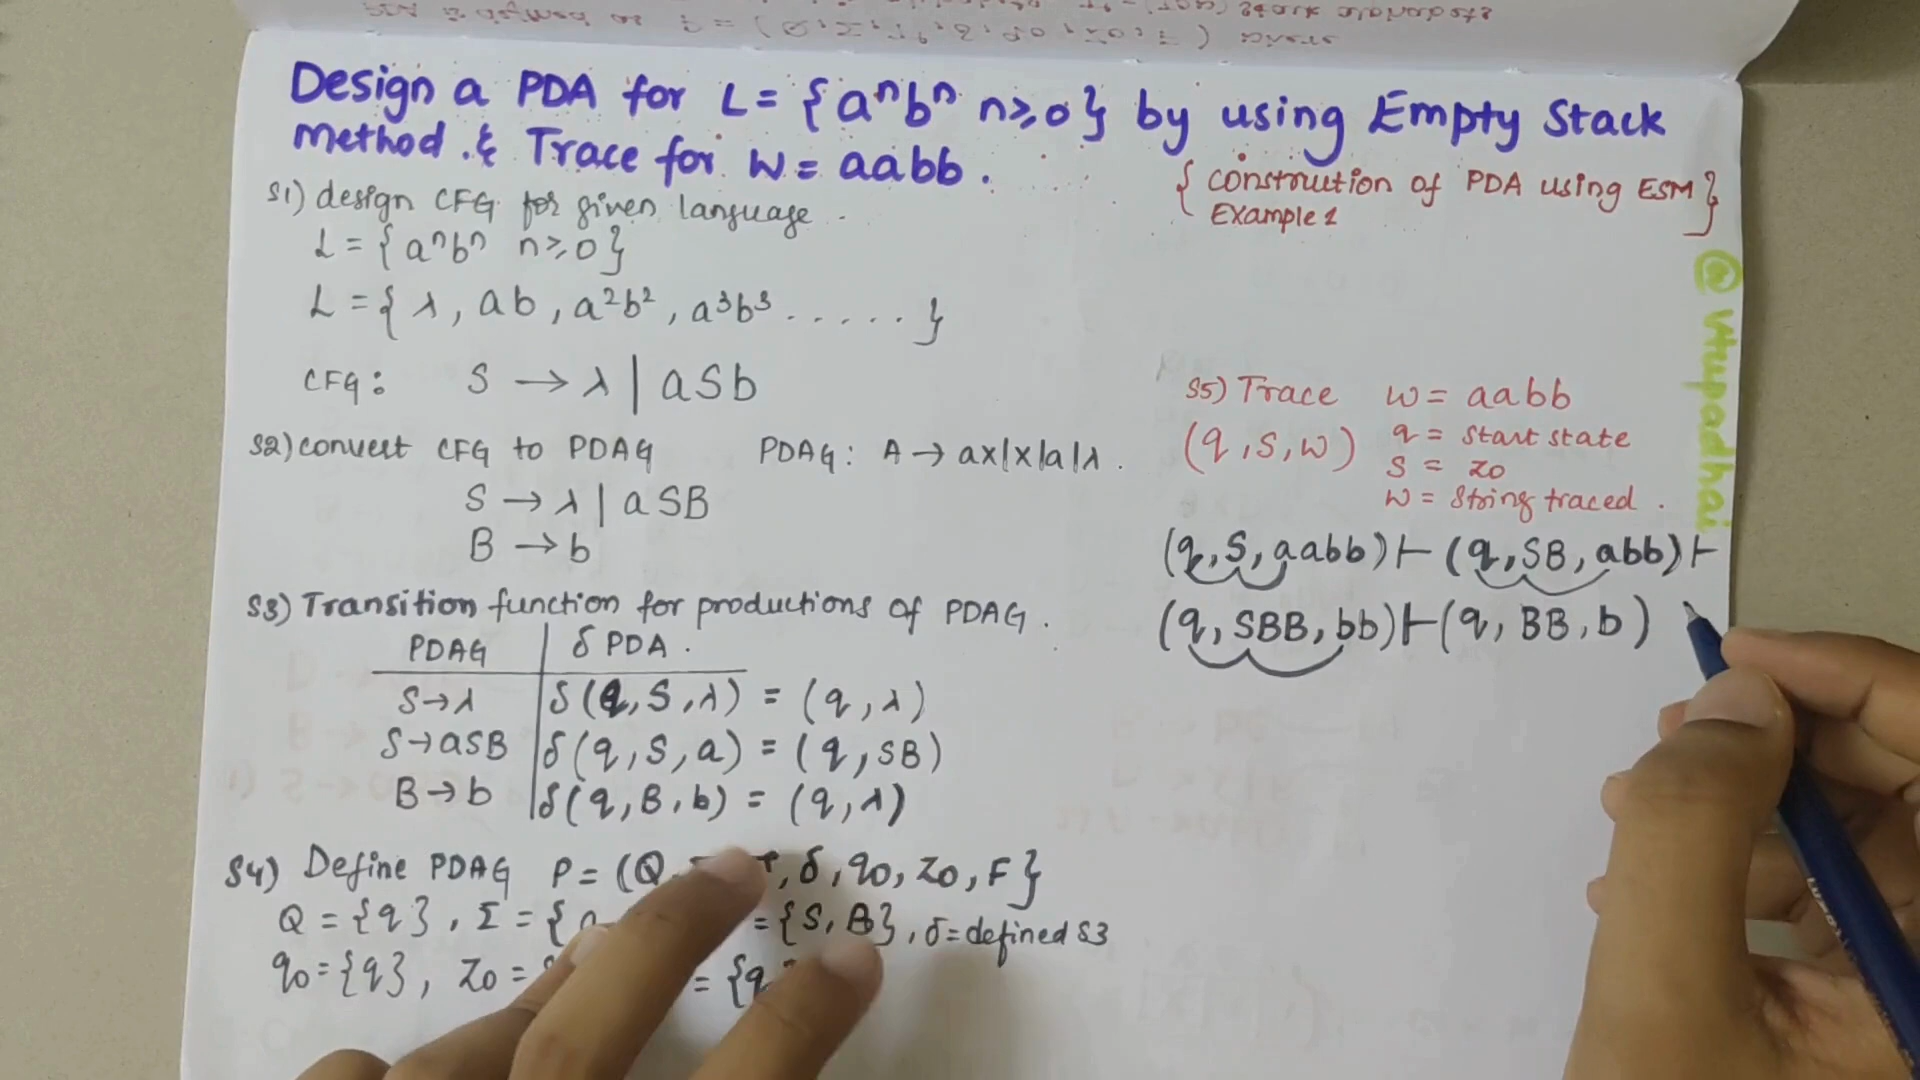 Design a PDA for L = {aⁿbⁿ n≥0} by using Empty Stack
method. & Trace for W = aabb.
{construction of PDA using ESM}
Example 1
S1) design CFG for given language.
L = {aⁿbⁿ n≥0}
L = {λ, ab, a²b², a³b³ ..... }
CFG: S → λ | aSb
S2) convert CFG to PDAG PDAG: A → ax|x|a|λ.
S → λ | aSB
B → b
S3) Transition function for productions of PDAG.
PDAG | δ PDA.
S→λ | δ(q, S, λ) = (q, λ)
S→aSB | δ(q, S, a) = (q, SB)
B→b | δ(q, B, b) = (q, λ)
S4) Define PDAG P = (Q , δ, q0, z0, F}
Q = {q}, Σ = { = {S, B}, δ = defined S3
q0 = {q}, z0 = = {q
S5) Trace w = aabb
(q, S, w) q = start state
S = z0
w = String traced.
(q, S, aabb) ⊢ (q, SB, abb) ⊢
(q, SBB, bb) ⊢ (q, BB, b)
@Vtupadhai